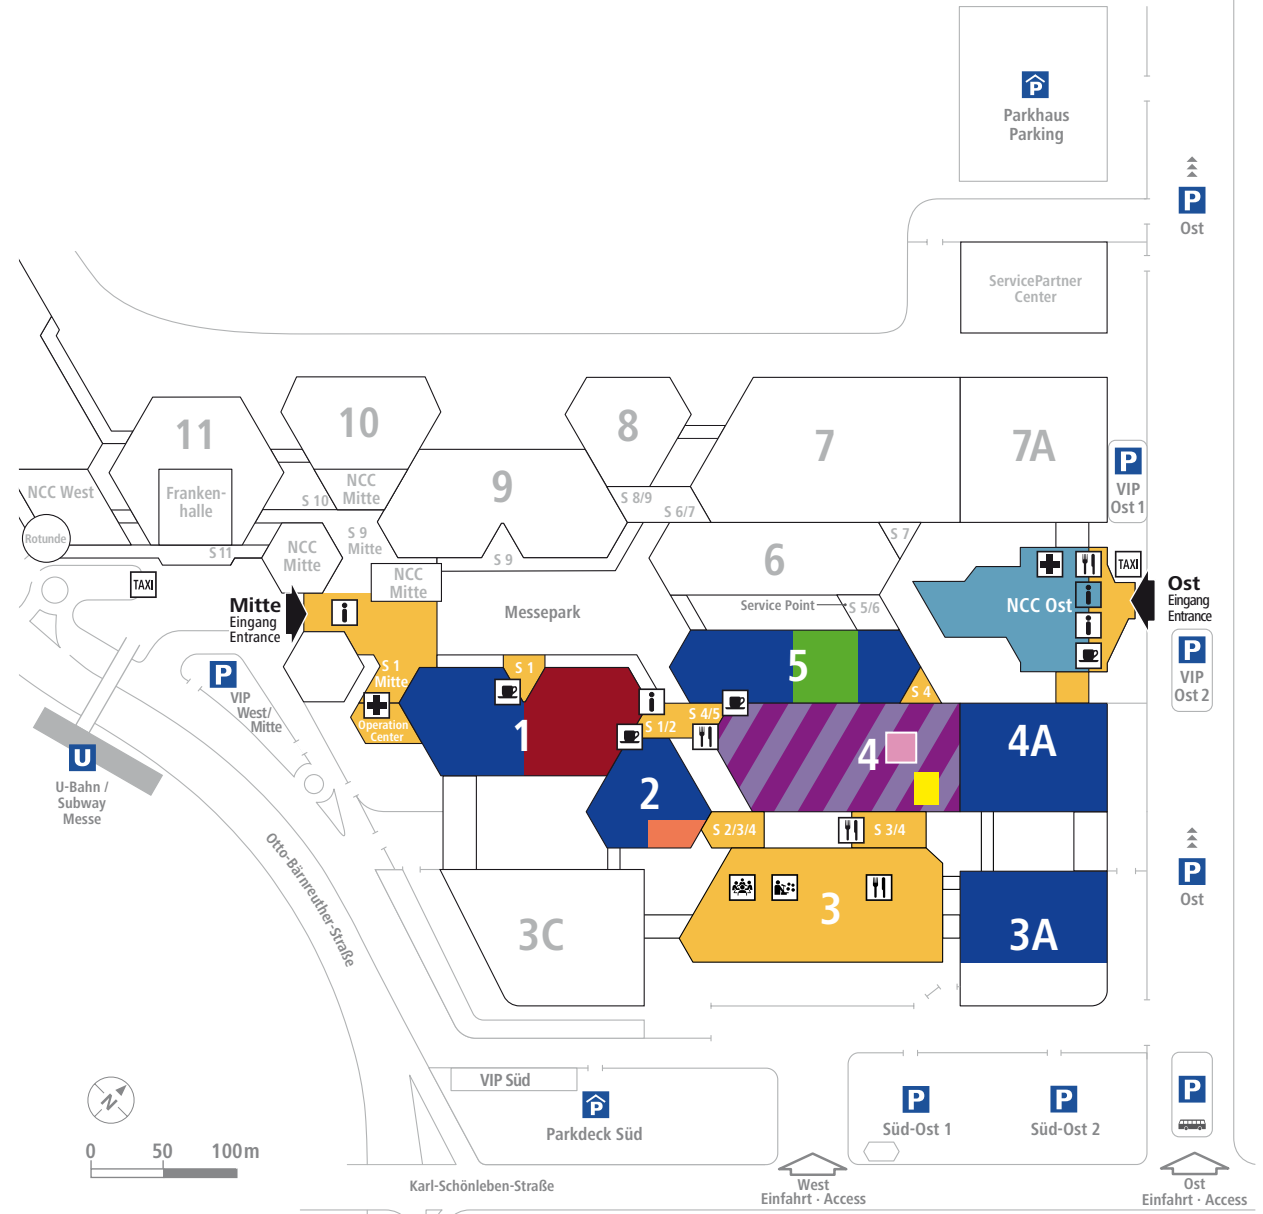 P
Parkhaus
Parking
P
Ost
ServicePartner
Center
11
10
8
7
7A
NCC West
Franken-
halle
S 10
NCC
Mitte
9
S 8/9
S 6/7
P
VIP
Ost 1
Rotunde
S 11
NCC
Mitte
S 9
Mitte
S 9
NCC
Mitte
6
S 7
TAXI
TAXI
Mitte
Eingang
Entrance
i
Messepark
Service Point
S 5/6
NCC Ost
i
i
Ost
Eingang
Entrance
P
VIP
West/
Mitte
S 1
Mitte
S 1
5
S 4
P
VIP
Ost 2
Operation
Center
1
i
S 1/2
S 4/5
4
4A
U
U-Bahn /
Subway
Messe
2
S 2/3/4
S 3/4
P
Ost
Otto-Bärnreuther-Straße
3C
3
3A
N
0 50 100 m
VIP Süd
P
Parkdeck Süd
P
Süd-Ost 1
P
Süd-Ost 2
P
Karl-Schönleben-Straße
West
Einfahrt · Access
Ost
Einfahrt · Access